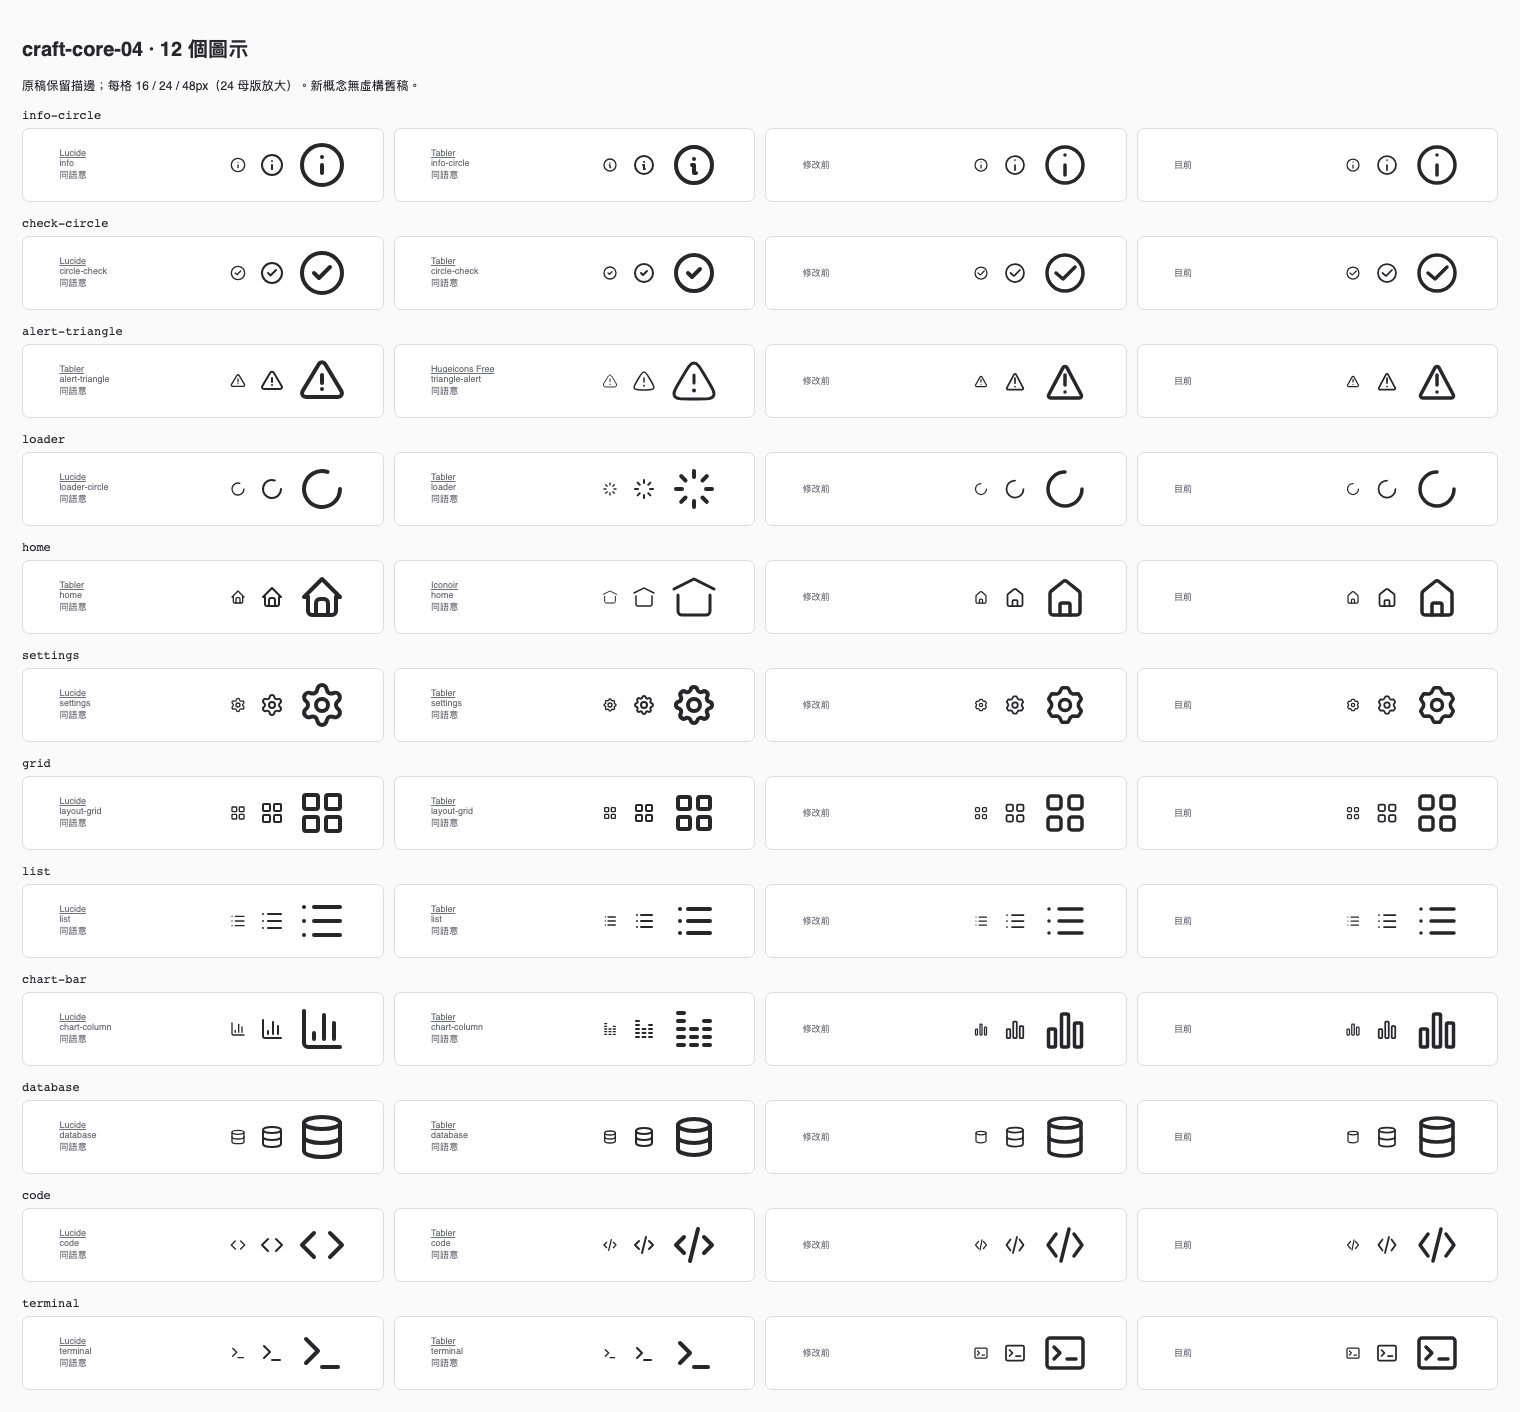 craft-core-04 · 12 個圖示
原稿保留描邊；每格 16 / 24 / 48px（24 母版放大）。新概念無虛構舊稿。
info-circle
Lucide
info
同語意
Tabler
info-circle
同語意
修改前
目前
check-circle
Lucide
circle-check
同語意
Tabler
circle-check
同語意
修改前
目前
alert-triangle
Tabler
alert-triangle
同語意
Hugeicons Free
triangle-alert
同語意
修改前
目前
loader
Lucide
loader-circle
同語意
Tabler
loader
同語意
修改前
目前
home
Tabler
home
同語意
Iconoir
home
同語意
修改前
目前
settings
Lucide
settings
同語意
Tabler
settings
同語意
修改前
目前
grid
Lucide
layout-grid
同語意
Tabler
layout-grid
同語意
修改前
目前
list
Lucide
list
同語意
Tabler
list
同語意
修改前
目前
chart-bar
Lucide
chart-column
同語意
Tabler
chart-column
同語意
修改前
目前
database
Lucide
database
同語意
Tabler
database
同語意
修改前
目前
code
Lucide
code
同語意
Tabler
code
同語意
修改前
目前
terminal
Lucide
terminal
同語意
Tabler
terminal
同語意
修改前
目前